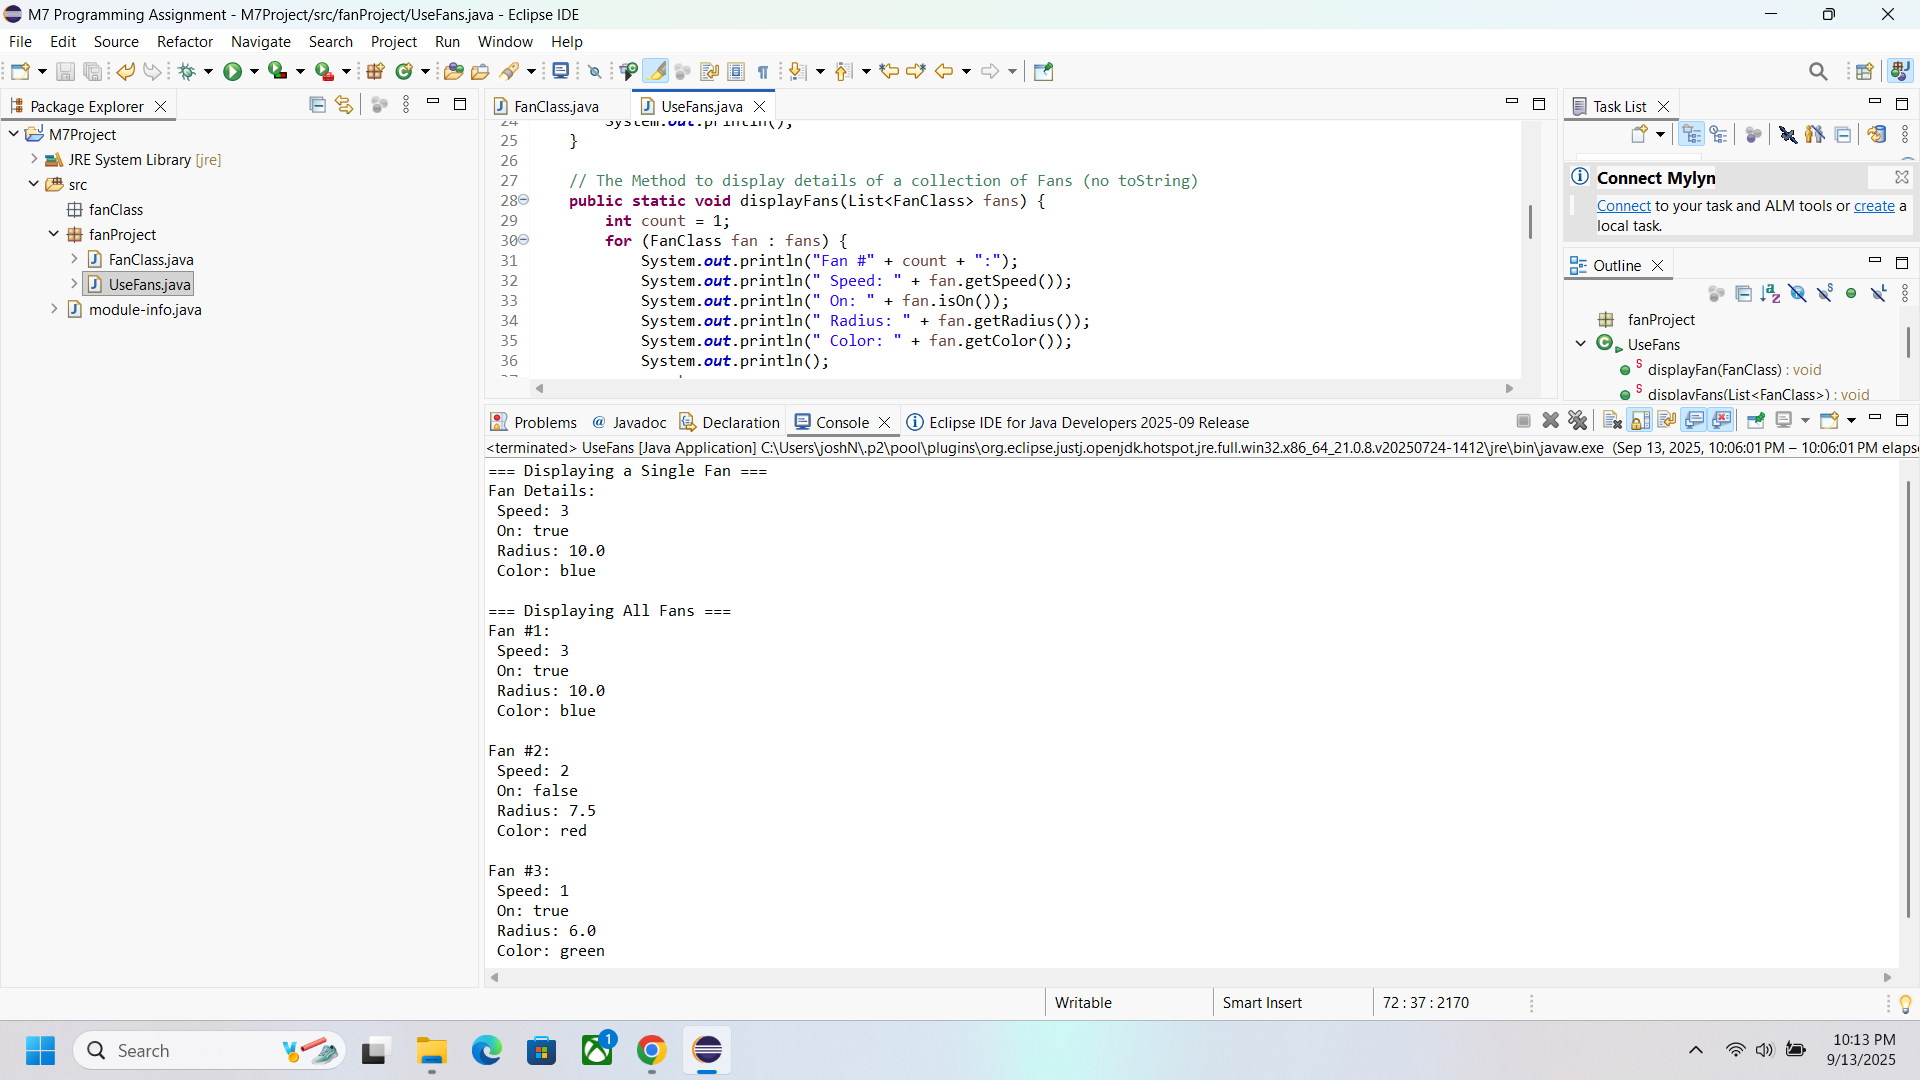 M7 Programming Assignment - M7Project/src/fanProject/UseFans.java - Eclipse IDE
File Edit Source Refactor Navigate Search Project Run Window Help
Package Explorer
M7Project
JRE System Library [jre]
src
fanClass
fanProject
FanClass.java
UseFans.java
module-info.java
FanClass.java UseFans.java
24 System.out.println();
25 }
26
27 // The Method to display details of a collection of Fans (no toString)
28 public static void displayFans(List<FanClass> fans) {
29 int count = 1;
30 for (FanClass fan : fans) {
31 System.out.println("Fan #" + count + ":");
32 System.out.println(" Speed: " + fan.getSpeed());
33 System.out.println(" On: " + fan.isOn());
34 System.out.println(" Radius: " + fan.getRadius());
35 System.out.println(" Color: " + fan.getColor());
36 System.out.println();
Task List
Connect Mylyn
Connect to your task and ALM tools or create a
local task.
Outline
fanProject
UseFans
displayFan(FanClass) : void
displayFans(List<FanClass>) : void
Problems Javadoc Declaration Console Eclipse IDE for Java Developers 2025-09 Release
<terminated> UseFans [Java Application] C:\Users\joshN\.p2\pool\plugins\org.eclipse.justj.openjdk.hotspot.jre.full.win32.x86_64_21.0.8.v20250724-1412\jre\bin\javaw.exe (Sep 13, 2025, 10:06:01 PM – 10:06:01 PM elaps
=== Displaying a Single Fan ===
Fan Details:
Speed: 3
On: true
Radius: 10.0
Color: blue
=== Displaying All Fans ===
Fan #1:
Speed: 3
On: true
Radius: 10.0
Color: blue
Fan #2:
Speed: 2
On: false
Radius: 7.5
Color: red
Fan #3:
Speed: 1
On: true
Radius: 6.0
Color: green
Writable Smart Insert 72 : 37 : 2170
Search
1
10:13 PM
9/13/2025